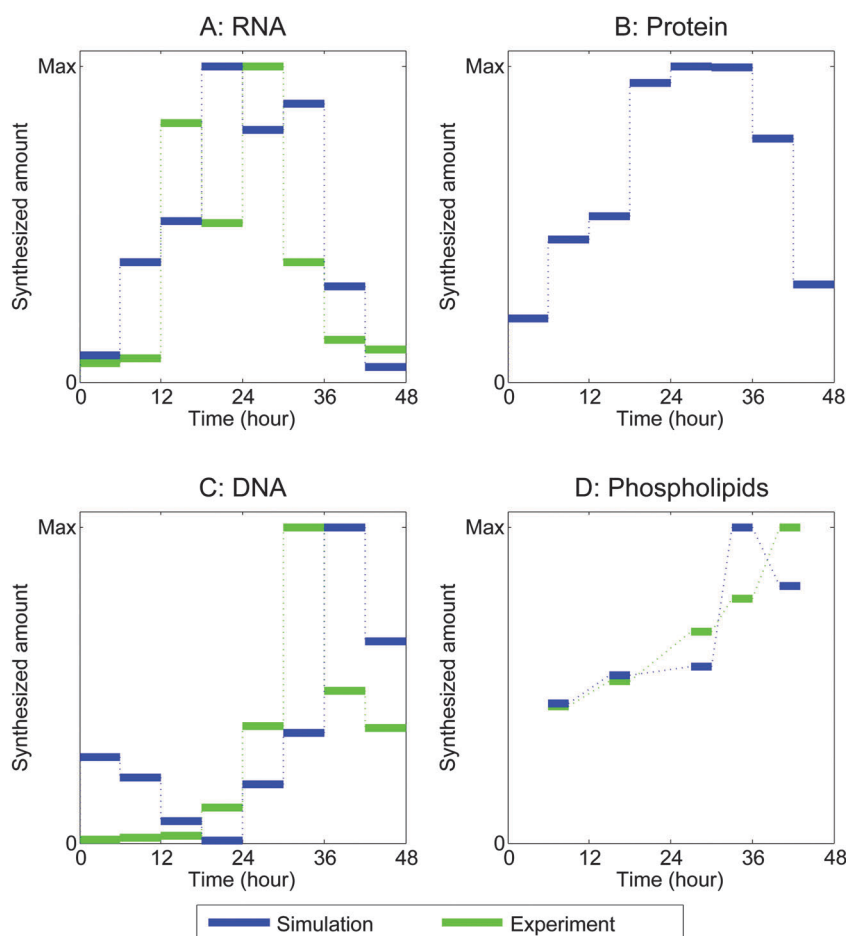 A: RNA
Max
Synthesized amount
0
0 12 24 36 48
Time (hour)
B: Protein
Max
Synthesized amount
0
0 12 24 36 48
Time (hour)
C: DNA
Max
Synthesized amount
0
0 12 24 36 48
Time (hour)
D: Phospholipids
Max
Synthesized amount
0
0 12 24 36 48
Time (hour)
Simulation Experiment